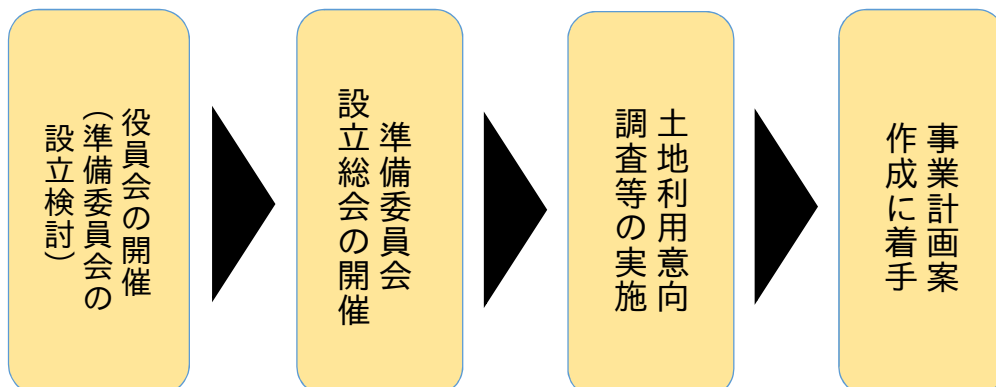 役員会の開催
（準備委員会の
設立検討）
準備委員会
設立総会の開催
土地利用意向
調査等の実施
事業計画案
作成に着手